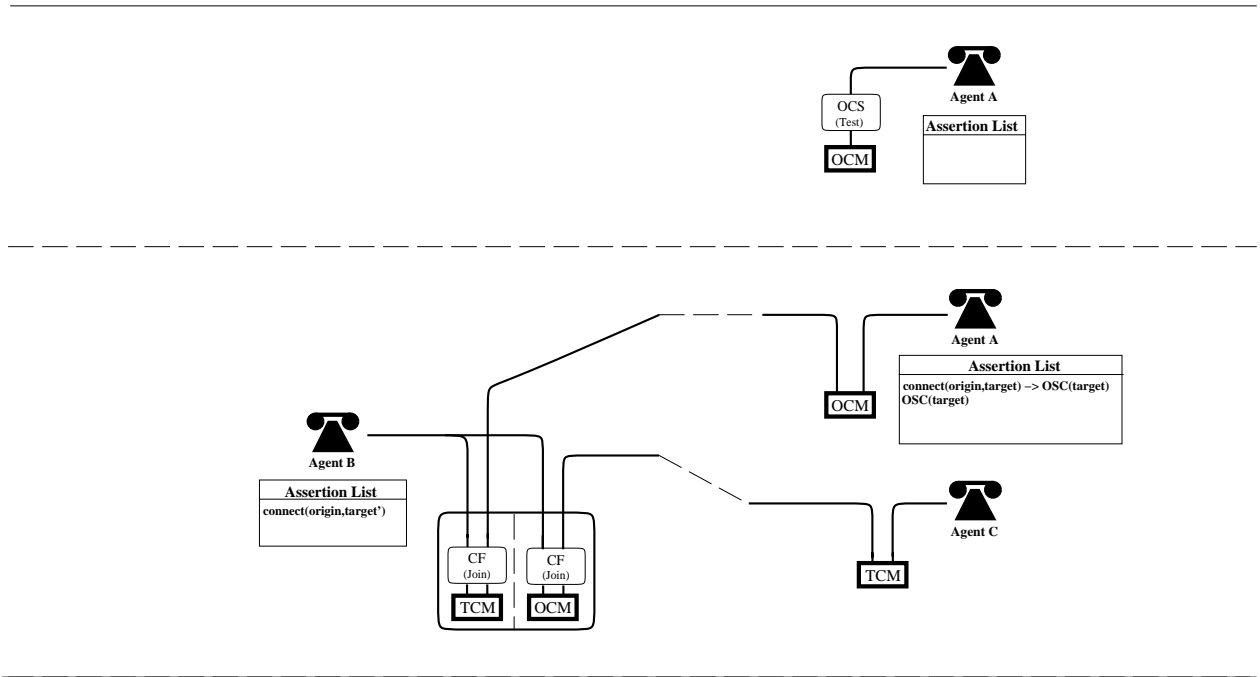 Agent A
OCS
(Test)
Assertion List
OCM
Agent A
Assertion List
connect(origin,target) −> OSC(target)
OSC(target)
OCM
Agent B
Assertion List
connect(origin,target’)
Agent C
CF
(Join)
CF
(Join)
TCM
TCM
OCM